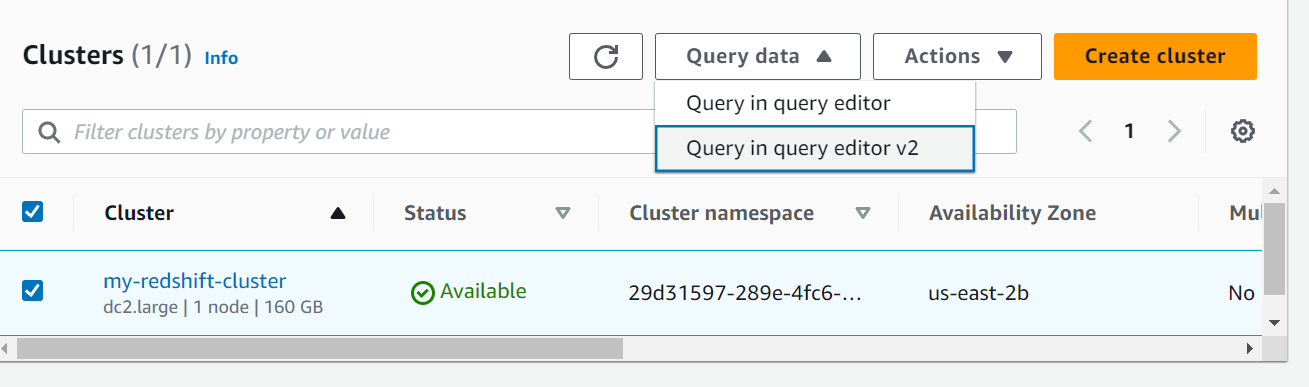 Clusters (1/1) Info
Query data
Actions
Create cluster
Query in query editor
Query in query editor v2
Filter clusters by property or value
1
Cluster Status Cluster namespace Availability Zone Mul
my-redshift-cluster
dc2.large | 1 node | 160 GB
Available
29d31597-289e-4fc6-...
us-east-2b
No